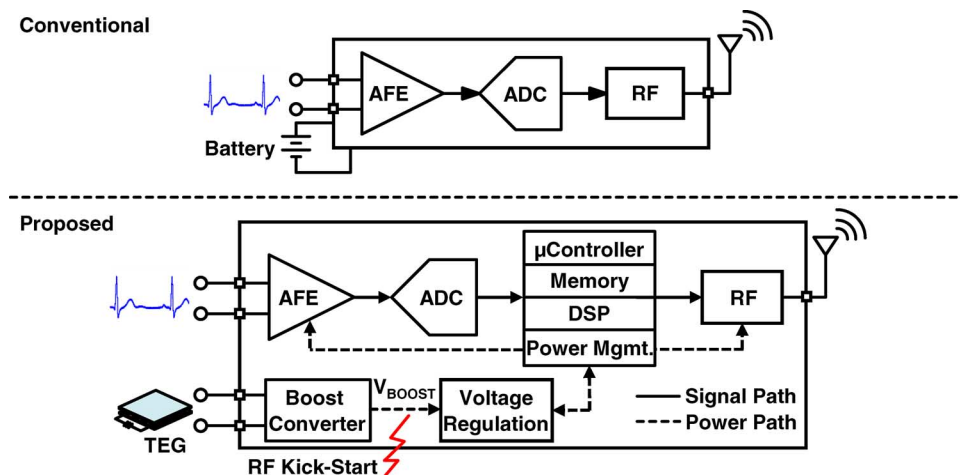 Conventional
AFE
ADC
RF
Battery
Proposed
AFE
ADC
µController
Memory
DSP
Power Mgmt.
RF
TEG
Boost
Converter
VBOOST
Voltage
Regulation
Signal Path
Power Path
RF Kick-Start